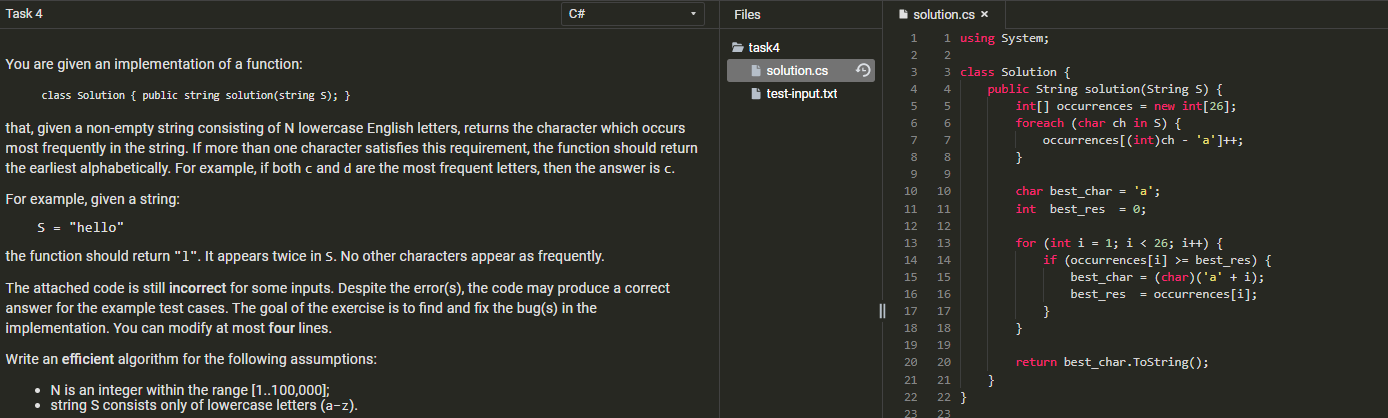 Task 4
C#
You are given an implementation of a function:
class Solution { public string solution(string S); }
that, given a non-empty string consisting of N lowercase English letters, returns the character which occurs
most frequently in the string. If more than one character satisfies this requirement, the function should return
the earliest alphabetically. For example, if both c and d are the most frequent letters, then the answer is c.
For example, given a string:
S = "hello"
the function should return "l". It appears twice in S. No other characters appear as frequently.
The attached code is still incorrect for some inputs. Despite the error(s), the code may produce a correct
answer for the example test cases. The goal of the exercise is to find and fix the bug(s) in the
implementation. You can modify at most four lines.
Write an efficient algorithm for the following assumptions:
• N is an integer within the range [1..100,000];
• string S consists only of lowercase letters (a-z).
Files
task4
solution.cs
test-input.txt
solution.cs ×
1 1 using System;
2 2
3 3 class Solution {
4 4 public String solution(String S) {
5 5 int[] occurrences = new int[26];
6 6 foreach (char ch in S) {
7 7 occurrences[(int)ch - 'a']++;
8 8 }
9 9
10 10 char best_char = 'a';
11 11 int best_res = 0;
12 12
13 13 for (int i = 1; i < 26; i++) {
14 14 if (occurrences[i] >= best_res) {
15 15 best_char = (char)('a' + i);
16 16 best_res = occurrences[i];
17 17 }
18 18 }
19 19
20 20 return best_char.ToString();
21 21 }
22 22 }
23 23